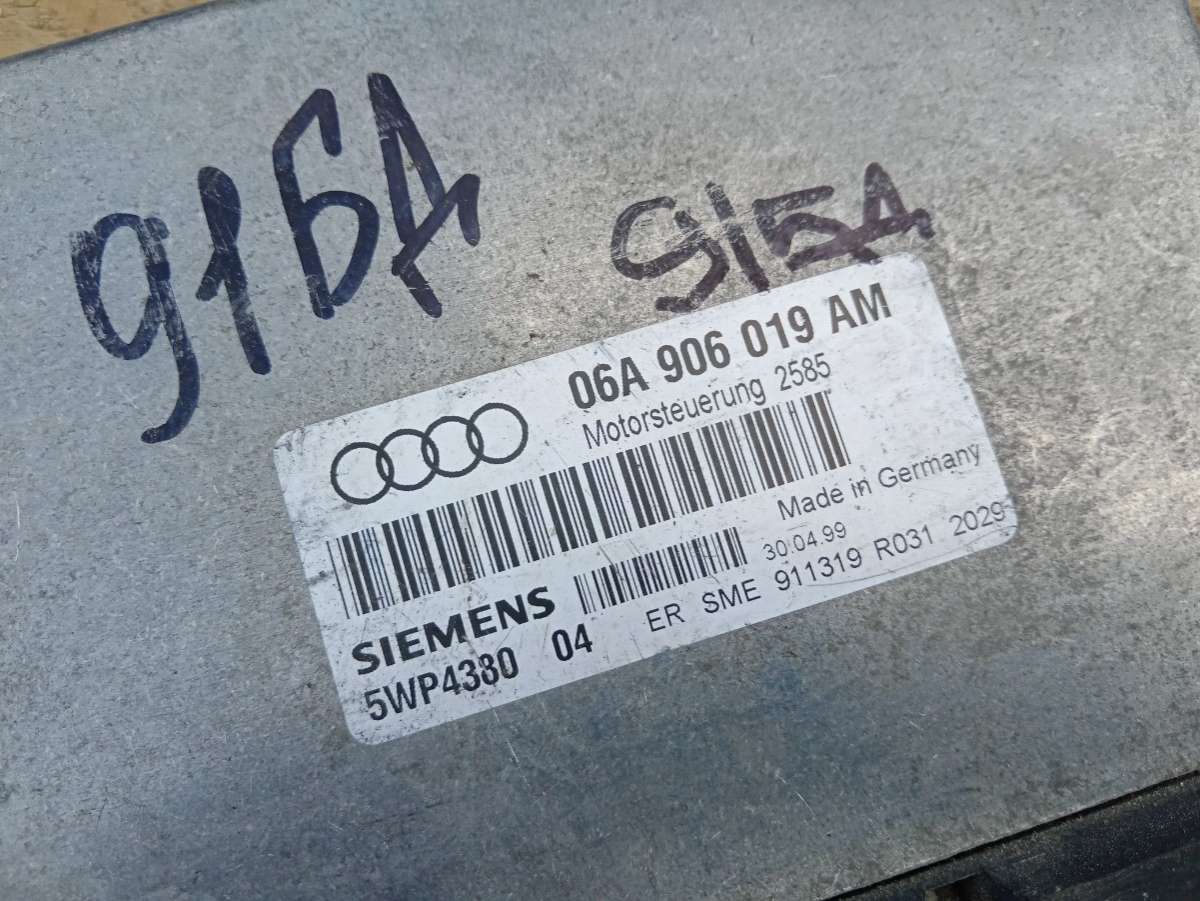 91БА
91БА
06A 906 019 AM
Motorsteuerung 2585
Made in Germany
SIEMENS
30.04.99
5WP4380 04
ER SME 911319 R031 2029